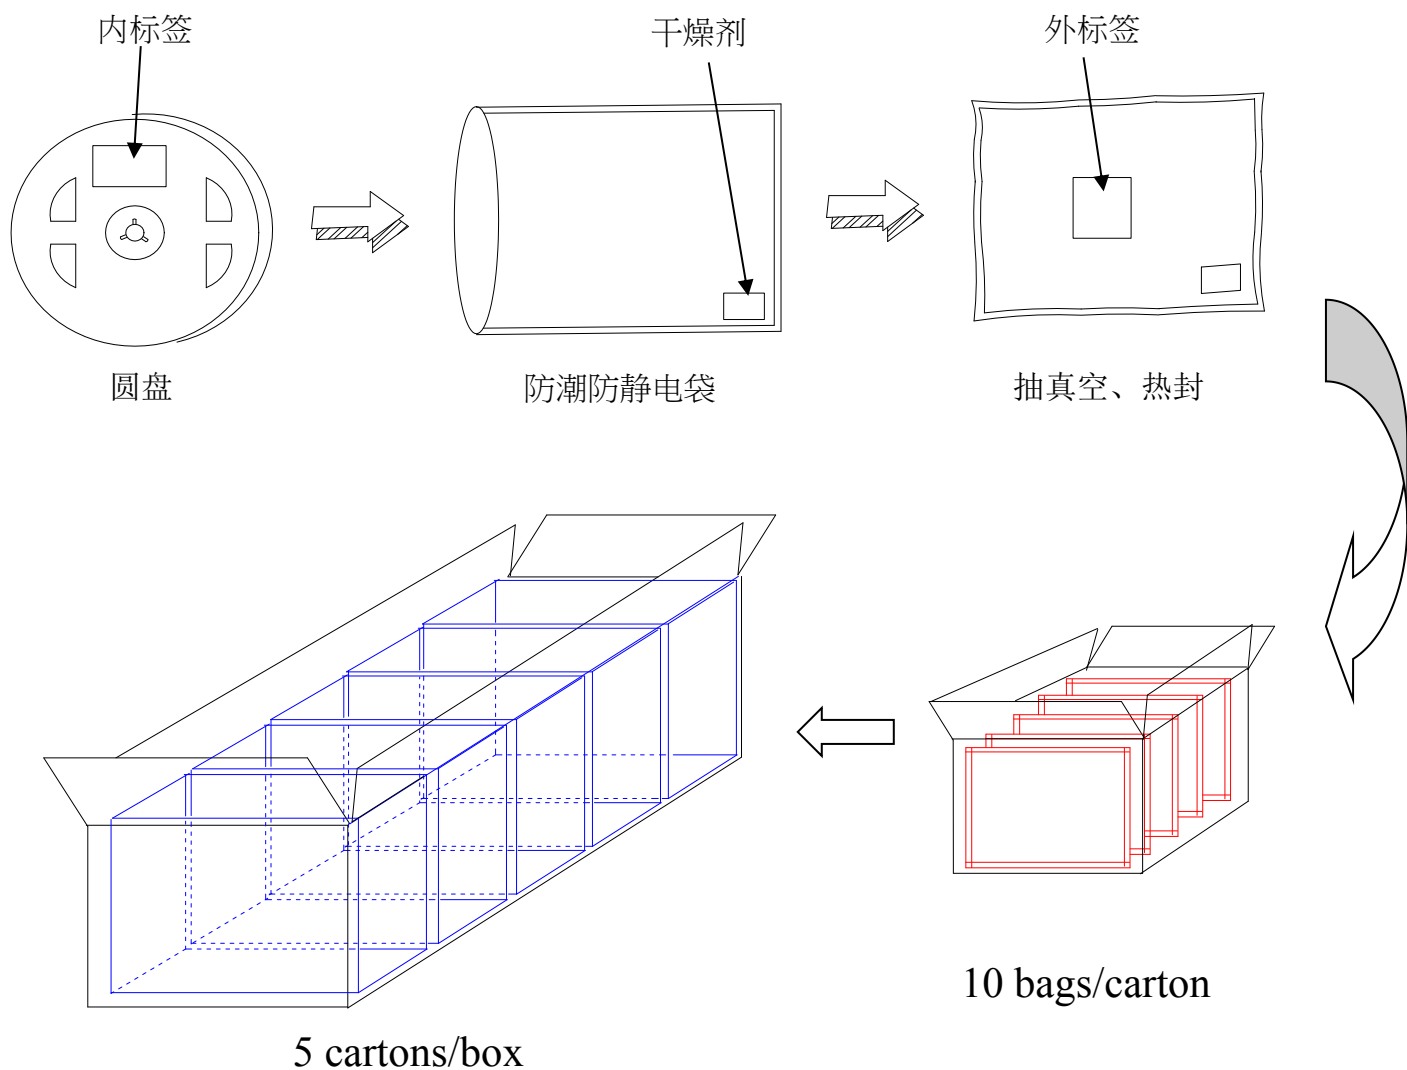 内标签
干燥剂
外标签
圆盘
防潮防静电袋
抽真空、热封
10 bags/carton
5 cartons/box